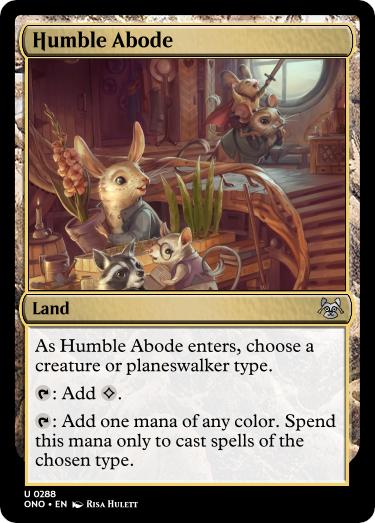 Humble Abode
Land
As Humble Abode enters, choose a
creature or planeswalker type.
: Add .
: Add one mana of any color. Spend
this mana only to cast spells of the
chosen type.
U 0288
ONO • EN Risa Hulett